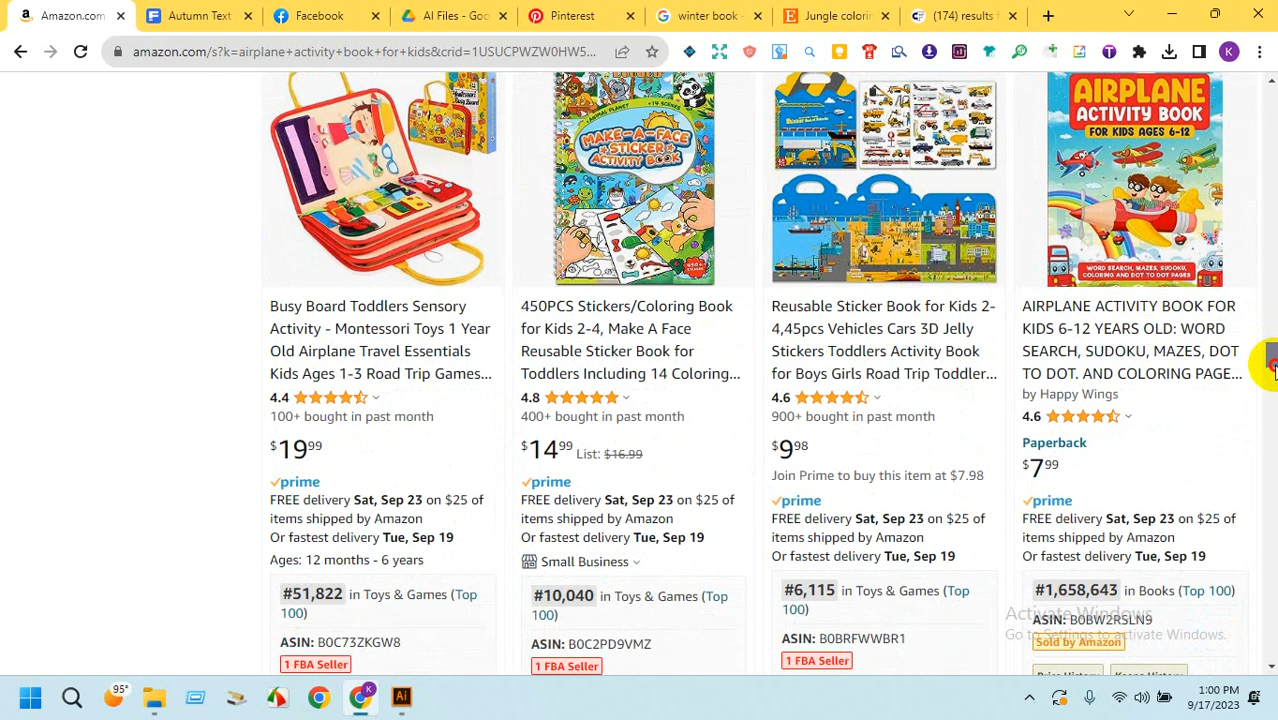 Amazon.com
Autumn Text
Facebook
AI Files - Goo
Pinterest
winter book -
Jungle colorin
(174) results f
amazon.com/s?k=airplane+activity+book+for+kids&crid=1USUCPWZW0HW5...
MAKE-A-FACE
STICKER
ACTIVITY BOOK
AIRPLANE
ACTIVITY BOOK
FOR KIDS AGES 6-12
WORD SEARCH, MAZES, SUDOKU,
COLORING AND DOT TO DOT PAGES
Busy Board Toddlers Sensory
Activity - Montessori Toys 1 Year
Old Airplane Travel Essentials
Kids Ages 1-3 Road Trip Games...
4.4
100+ bought in past month
$19.99
prime
FREE delivery Sat, Sep 23 on $25 of
items shipped by Amazon
Or fastest delivery Tue, Sep 19
Ages: 12 months - 6 years
#51,822 in Toys & Games (Top
100)
ASIN: B0C73ZKGW8
1 FBA Seller
450PCS Stickers/Coloring Book
for Kids 2-4, Make A Face
Reusable Sticker Book for
Toddlers Including 14 Coloring...
4.8
400+ bought in past month
$14.99 List: $16.99
prime
FREE delivery Sat, Sep 23 on $25 of
items shipped by Amazon
Or fastest delivery Tue, Sep 19
Small Business
#10,040 in Toys & Games (Top
100)
ASIN: B0C2PD9VMZ
1 FBA Seller
Reusable Sticker Book for Kids 2-
4,45pcs Vehicles Cars 3D Jelly
Stickers Toddlers Activity Book
for Boys Girls Road Trip Toddler...
4.6
900+ bought in past month
$9.98
Join Prime to buy this item at $7.98
prime
FREE delivery Sat, Sep 23 on $25 of
items shipped by Amazon
Or fastest delivery Tue, Sep 19
#6,115 in Toys & Games (Top
100)
ASIN: B0BRFWWBR1
1 FBA Seller
AIRPLANE ACTIVITY BOOK FOR
KIDS 6-12 YEARS OLD: WORD
SEARCH, SUDOKU, MAZES, DOT
TO DOT. AND COLORING PAGE...
by Happy Wings
4.6
Paperback
$7.99
prime
FREE delivery Sat, Sep 23 on $25 of
items shipped by Amazon
Or fastest delivery Tue, Sep 19
#1,658,643 in Books (Top 100)
ASIN: B0BW2RSLN9
Sold by Amazon
Price History
Activate Windows
Go to Settings to activate Windows.
95°
1:00 PM
9/17/2023